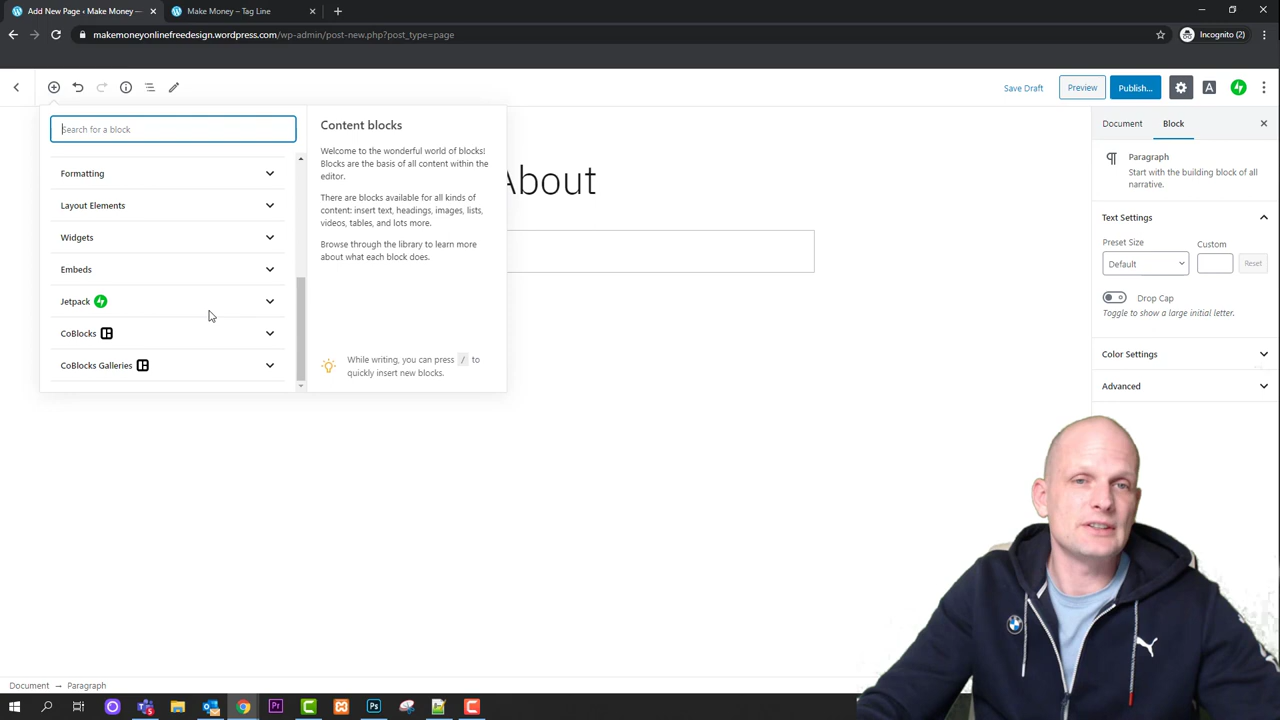 Add New Page ‹ Make Money –
Make Money – Tag Line
makemoneyonlinefreedesign.wordpress.com/wp-admin/post-new.php?post_type=page
Incognito (2)
Save Draft
Preview
Publish...
A
Search for a block
Formatting
Layout Elements
Widgets
Embeds
Jetpack
CoBlocks
CoBlocks Galleries
Content blocks
Welcome to the wonderful world of blocks!
Blocks are the basis of all content within the
editor.
There are blocks available for all kinds of
content: insert text, headings, images, lists,
videos, tables, and lots more.
Browse through the library to learn more
about what each block does.
While writing, you can press / to
quickly insert new blocks.
About
Document
Block
Paragraph
Start with the building block of all
narrative.
Text Settings
Preset Size
Custom
Default
Reset
Drop Cap
Toggle to show a large initial letter.
Color Settings
Advanced
PUMA
Document → Paragraph
Pr
Ps